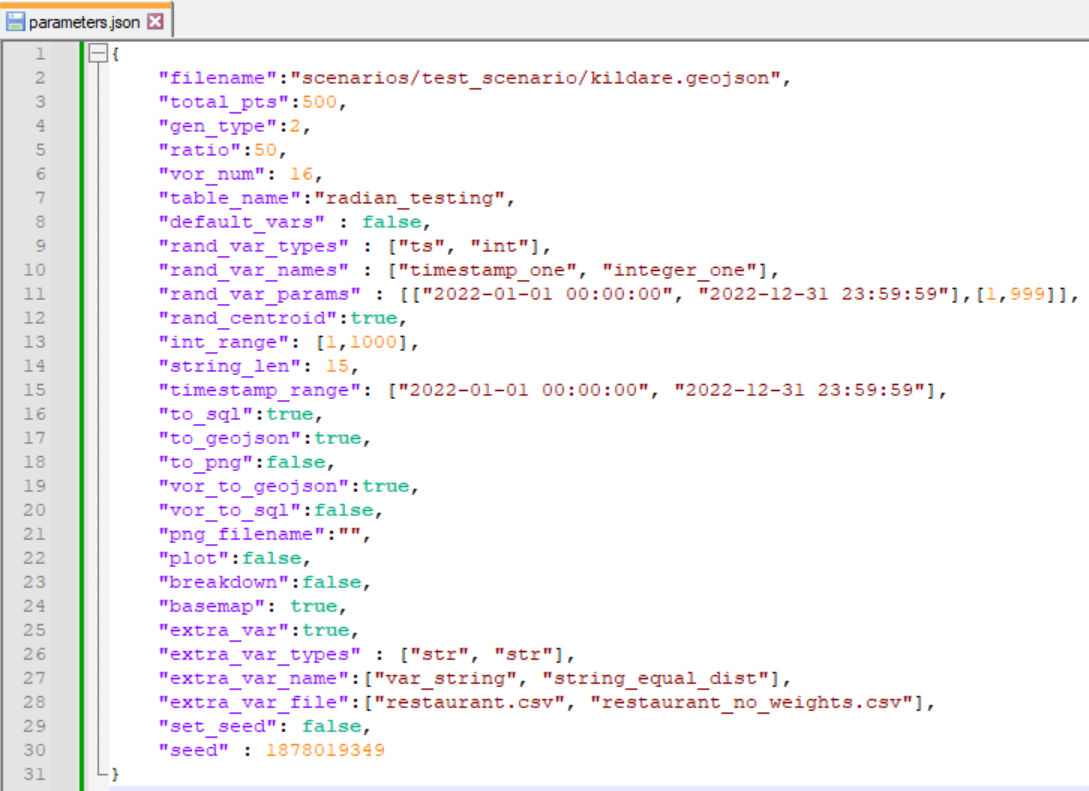 parameters.json
1 {
2 "filename":"scenarios/test_scenario/kildare.geojson",
3 "total_pts":500,
4 "gen_type":2,
5 "ratio":50,
6 "vor_num": 16,
7 "table_name":"radian_testing",
8 "default_vars" : false,
9 "rand_var_types" : ["ts", "int"],
10 "rand_var_names" : ["timestamp_one", "integer_one"],
11 "rand_var_params" : [["2022-01-01 00:00:00", "2022-12-31 23:59:59"],[1,999]],
12 "rand_centroid":true,
13 "int_range": [1,1000],
14 "string_len": 15,
15 "timestamp_range": ["2022-01-01 00:00:00", "2022-12-31 23:59:59"],
16 "to_sql":true,
17 "to_geojson":true,
18 "to_png":false,
19 "vor_to_geojson":true,
20 "vor_to_sql":false,
21 "png_filename":"",
22 "plot":false,
23 "breakdown":false,
24 "basemap": true,
25 "extra_var":true,
26 "extra_var_types" : ["str", "str"],
27 "extra_var_name":["var_string", "string_equal_dist"],
28 "extra_var_file":["restaurant.csv", "restaurant_no_weights.csv"],
29 "set_seed": false,
30 "seed" : 1878019349
31 }